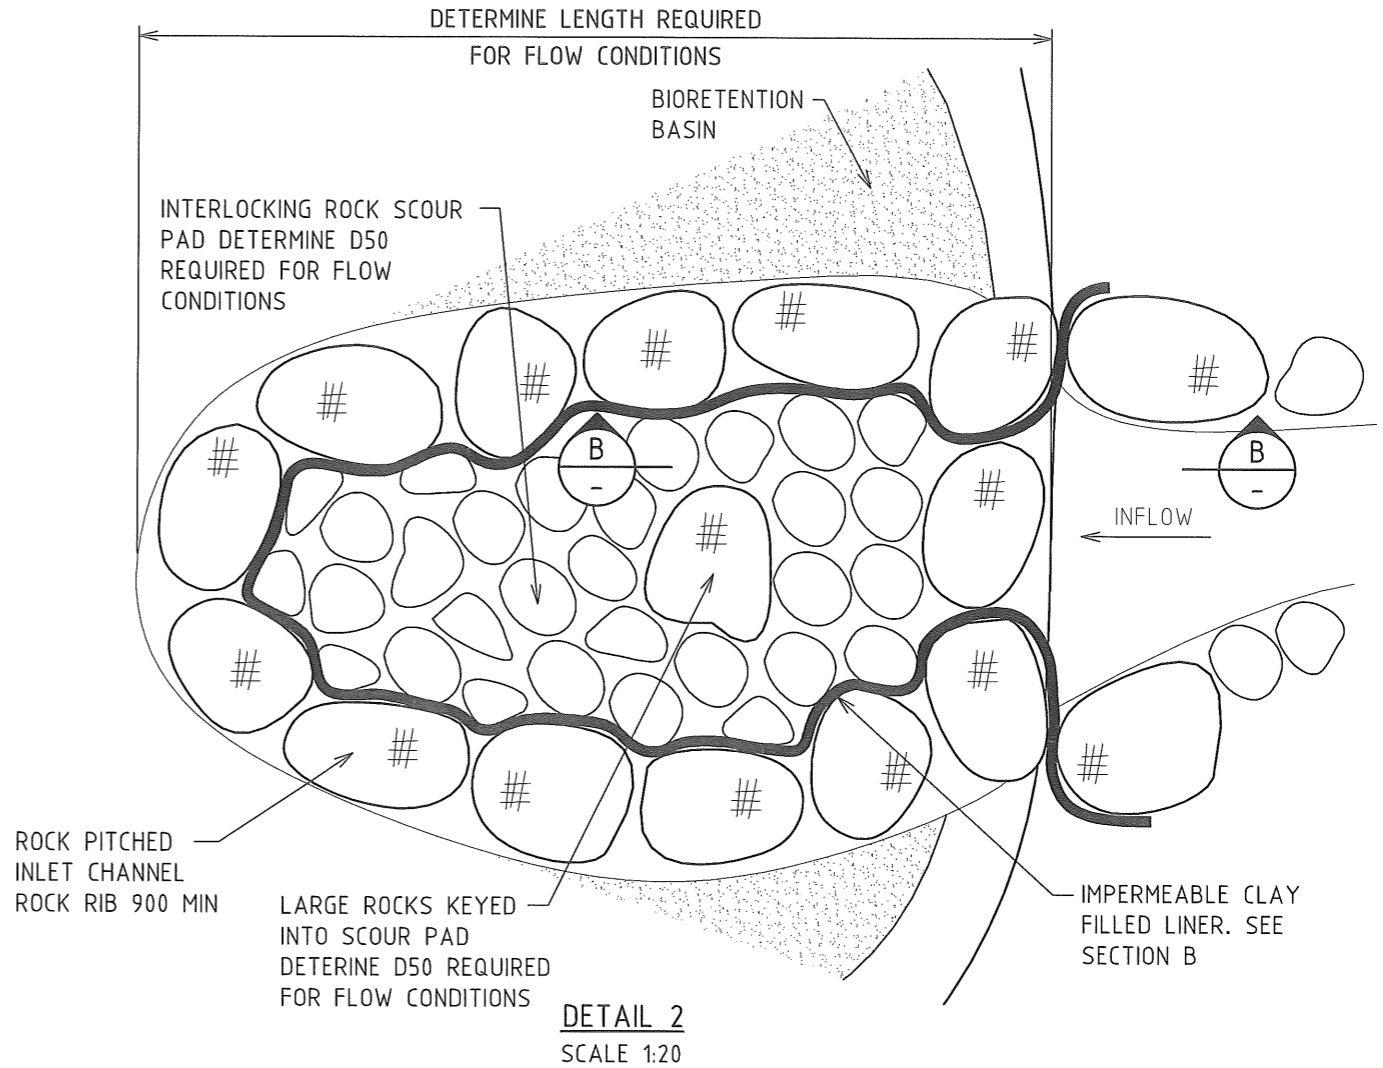 DETERMINE LENGTH REQUIRED
FOR FLOW CONDITIONS
BIORETENTION
BASIN
INTERLOCKING ROCK SCOUR
PAD DETERMINE D50
REQUIRED FOR FLOW
CONDITIONS
B
-
B
-
INFLOW
ROCK PITCHED
INLET CHANNEL
ROCK RIB 900 MIN
LARGE ROCKS KEYED
INTO SCOUR PAD
DETERINE D50 REQUIRED
FOR FLOW CONDITIONS
IMPERMEABLE CLAY
FILLED LINER. SEE
SECTION B
DETAIL 2
SCALE 1:20